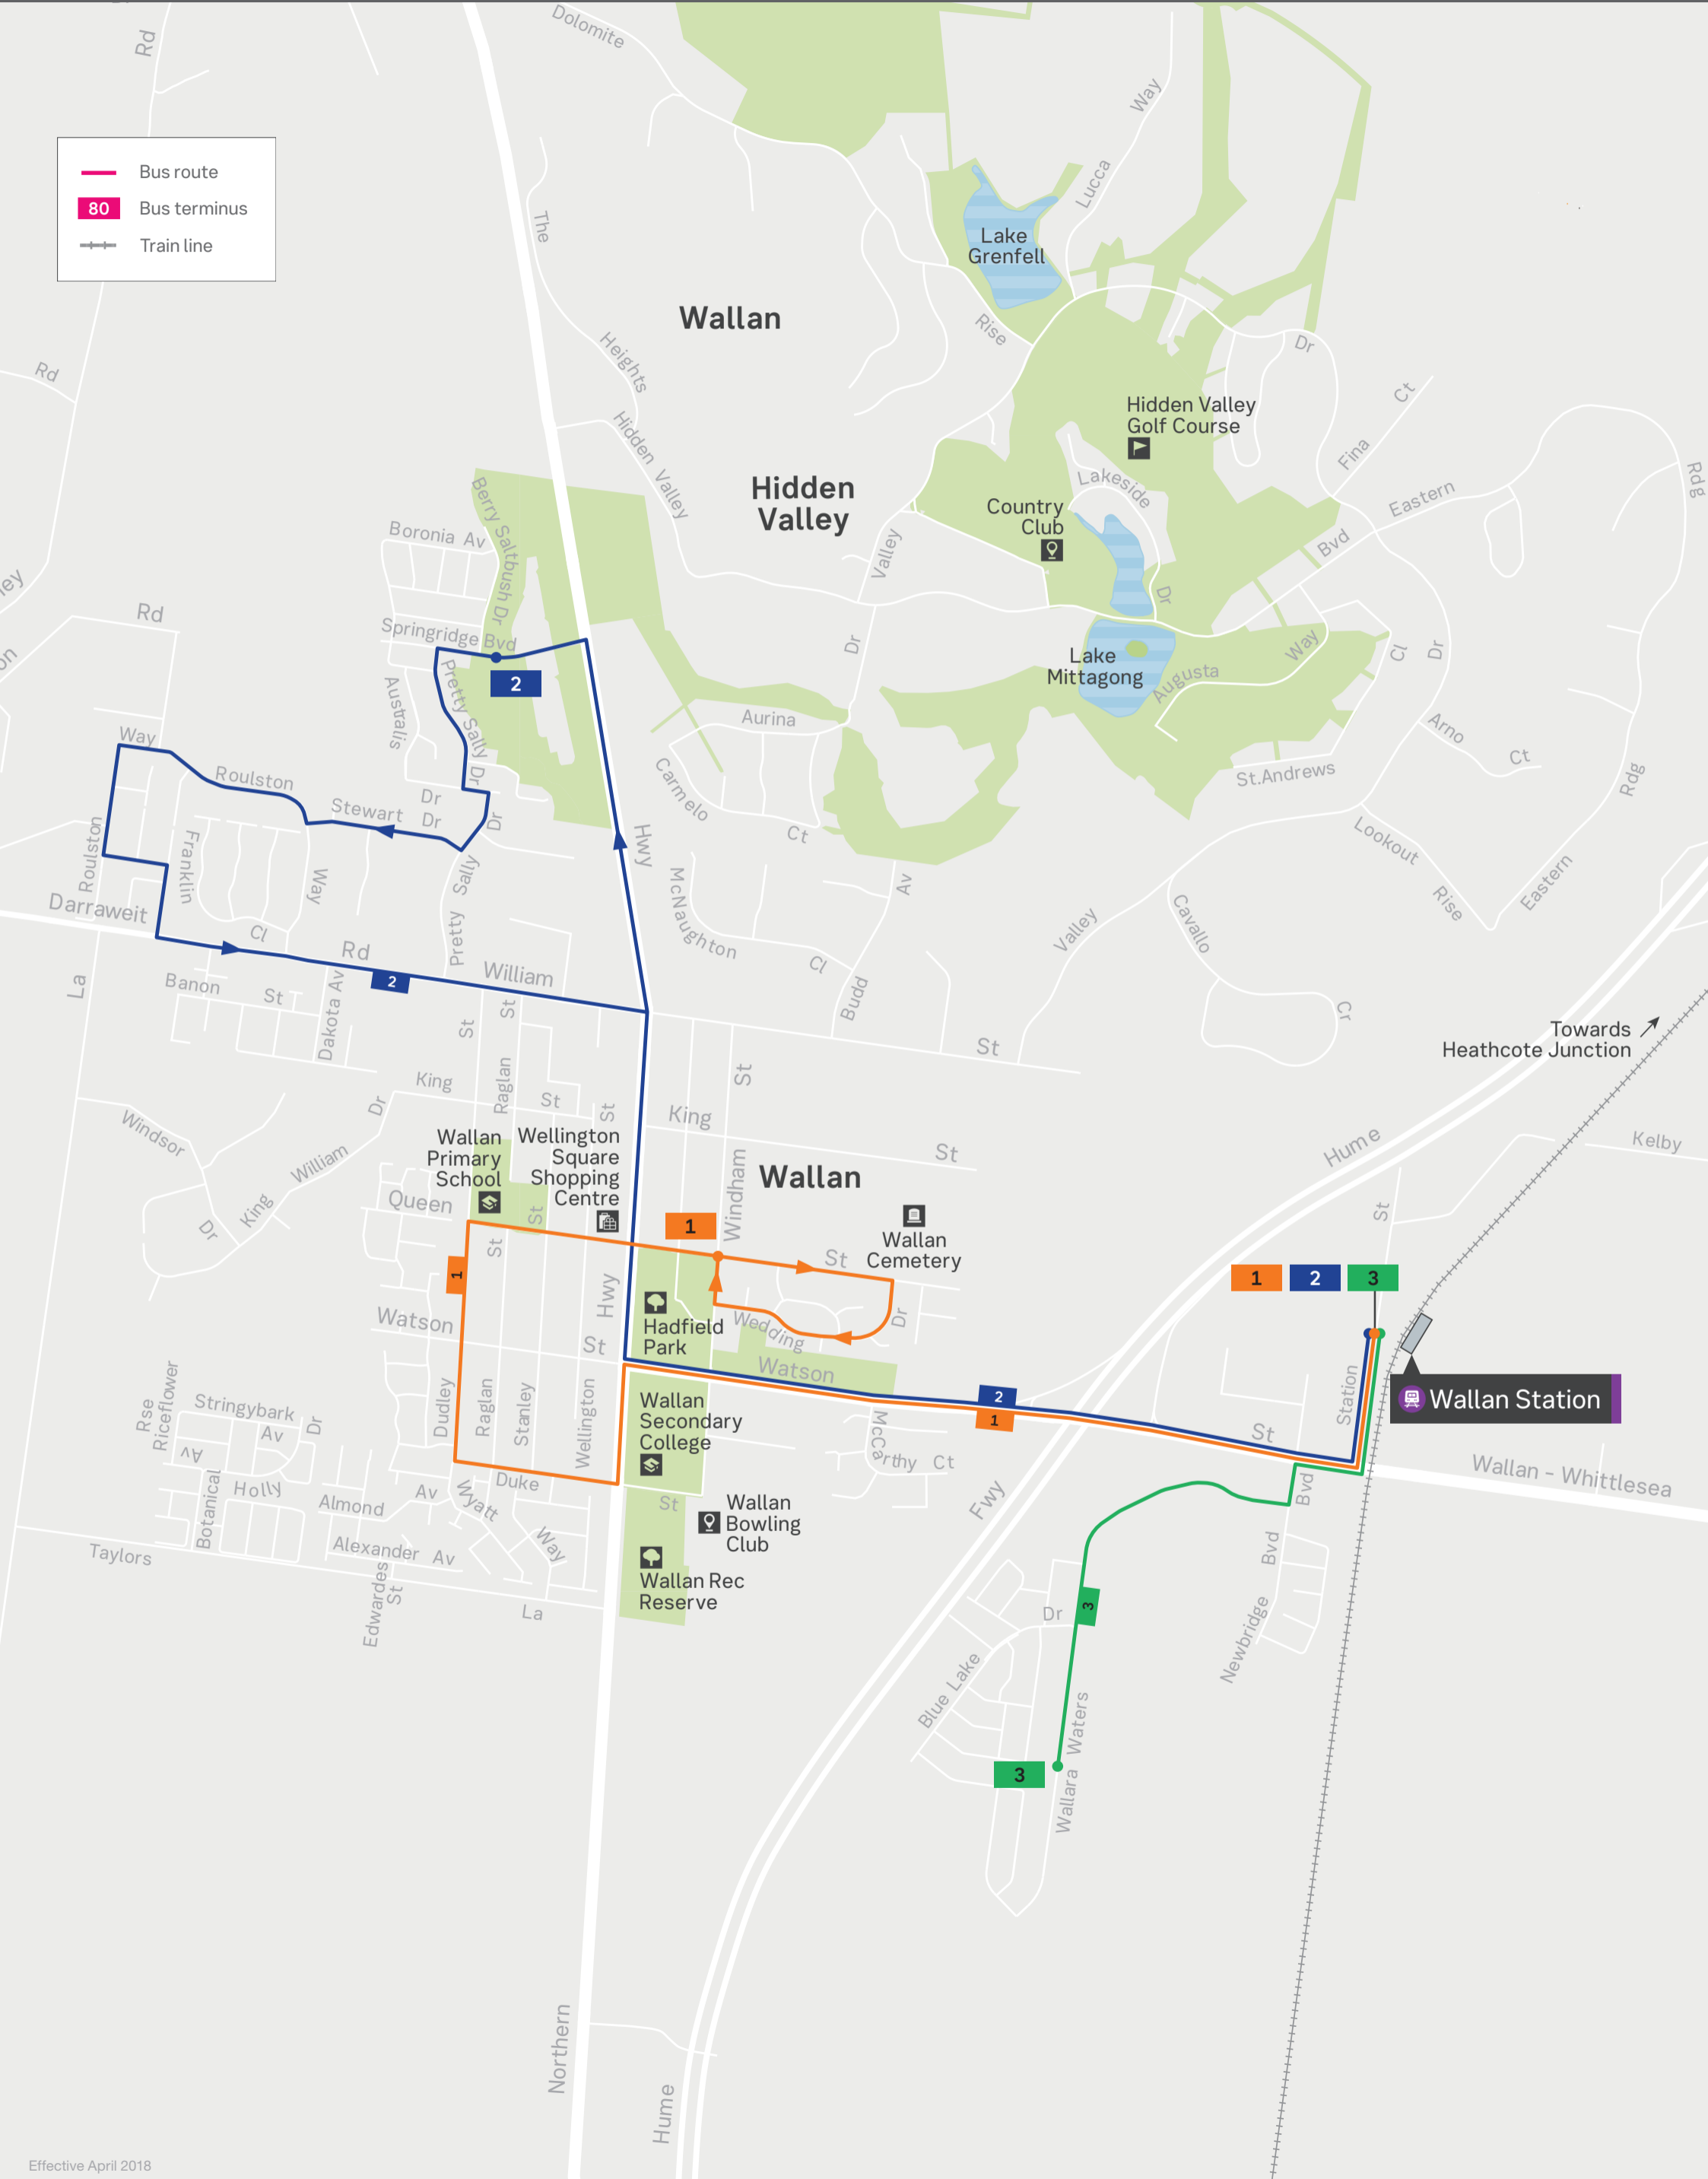 Rd
Dolomite
Bus route
80
Bus terminus
Train line
Way
Lucca
The
Lake
Grenfell
Wallan
Rise
Dr
Heights
Rd
Ct
Hidden Valley
Golf Course
Hidden
Valley
Fina
Rdg
Hidden
Valley
Lakeside
Eastern
Country
Club
Berry Saltbush Dr
Boronia Av
Bvd
Valley
Dr
Rd
Springridge Bvd
Dr
Way
Cl
Dr
Lake
Mittagong
Augusta
2
Pretty Sally Dr
Australis
Aurina
Arno
Ct
Way
Roulston
Carmelo
St.Andrews
Rdg
Stewart
Dr
Dr
Dr
Ct
Hwy
Lookout
Rise
Eastern
Roulston
Franklin
Way
Sally
Pretty
McNaughton
Av
Cavallo
Valley
Darraweit
Cl
Rd
William
Cl
Budd
La
Banon
St
Dakota Av
2
St
St
St
Cr
Towards
Heathcote Junction
King
Raglan
St
St
St
King
St
Dr
Windsor
William
King
Dr
Wallan
Primary
School
Wellington
Square
Shopping
Centre
Windham
Wallan
Hume
Kelby
Queen
St
St
St
1
St
Wallan
Cemetery
1
1
2
3
Hwy
Watson
St
Hadfield
Park
Wedding
Dr
Watson
Station
Wallan Station
Rse
Riceflower
Stringybark
Av
Dr
Av
Dudley
Raglan
Stanley
Wellington
Wallan
Secondary
College
2
1
McCa
rthy Ct
St
Wallan - Whittlesea
Botanical
Holly
Almond
Av
Wyatt
Way
Duke
St
Wallan
Bowling
Club
Fwy
Bvd
Bvd
Taylors
Alexander Av
Edwardes
St
La
Wallan Rec
Reserve
Dr
3
Newbridge
Blue Lake
Wallara Waters
3
Northern
Hume
Effective April 2018